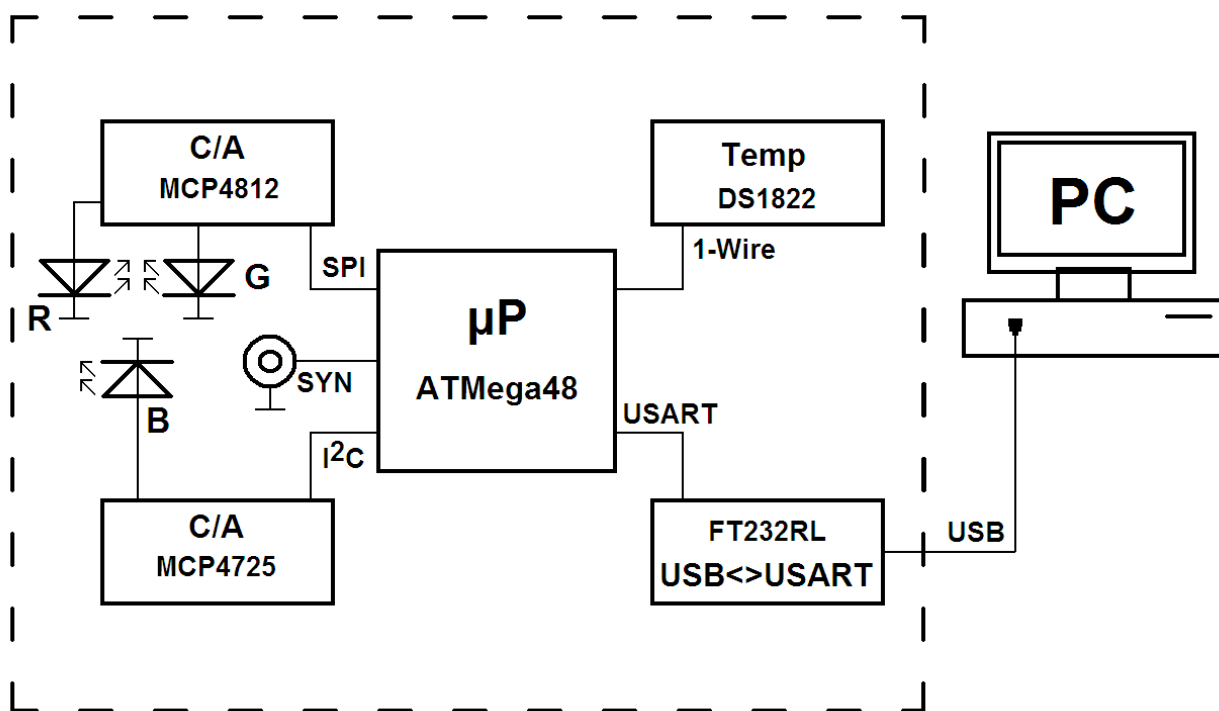 C/A
MCP4812
Temp
DS1822
PC
R
G
SPI
1-Wire
µP
ATMega48
SYN
B
I²C
USART
C/A
MCP4725
FT232RL
USB<>USART
USB